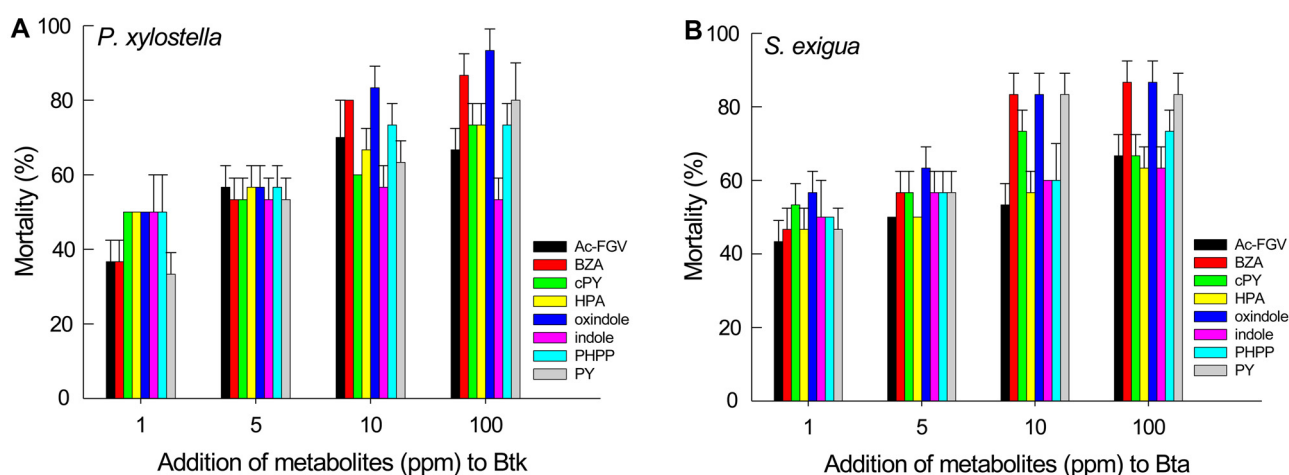 A
P. xylostella
Mortality (%)
100
80
60
40
20
0
1 5 10 100
Addition of metabolites (ppm) to Btk
Ac-FGV
BZA
cPY
HPA
oxindole
indole
PHPP
PY
B
S. exigua
Mortality (%)
100
80
60
40
20
0
1 5 10 100
Addition of metabolites (ppm) to Bta
Ac-FGV
BZA
cPY
HPA
oxindole
indole
PHPP
PY